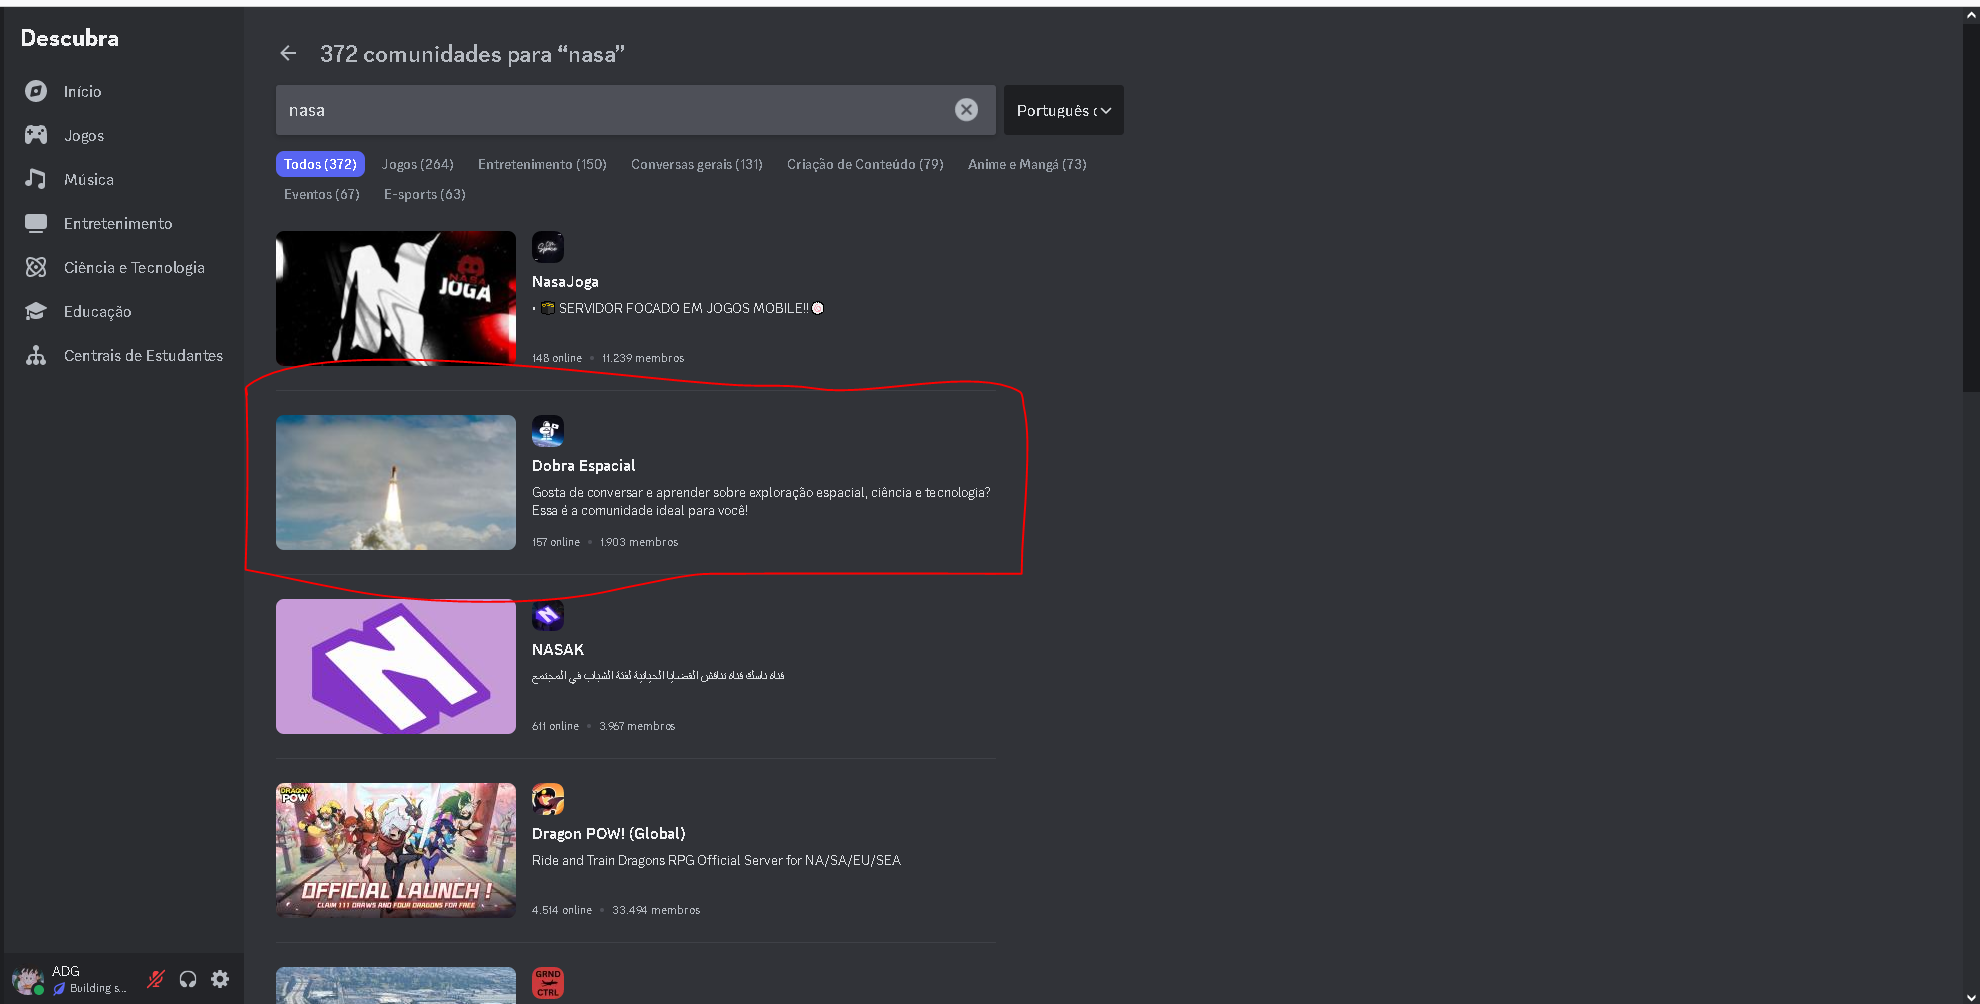 Descubra
Início
Jogos
Música
Entretenimento
Ciência e Tecnologia
Educação
Centrais de Estudantes
372 comunidades para “nasa”
nasa
Português
Todos (372) Jogos (264) Entretenimento (150) Conversas gerais (131) Criação de Conteúdo (79) Anime e Mangá (73)
Eventos (67) E-sports (63)
NASA
JOGA
NasaJoga
• SERVIDOR FOCADO EM JOGOS MOBILE!!
148 online • 11.239 membros
Dobra Espacial
Gosta de conversar e aprender sobre exploração espacial, ciência e tecnologia?
Essa é a comunidade ideal para você!
157 online • 1.903 membros
NASAK
قناة ناسك قناة تناقش القضايا الحياتية لفئة الشباب في المجتمع
611 online • 3.967 membros
DRAGON
POW
OFFICIAL LAUNCH !
CLAIM 111 DRAWS AND FOUR DRAGONS FOR FREE
Dragon POW! (Global)
Ride and Train Dragons RPG Official Server for NA/SA/EU/SEA
4.514 online • 33.494 membros
GRND
CTRL
ADG
Building s...